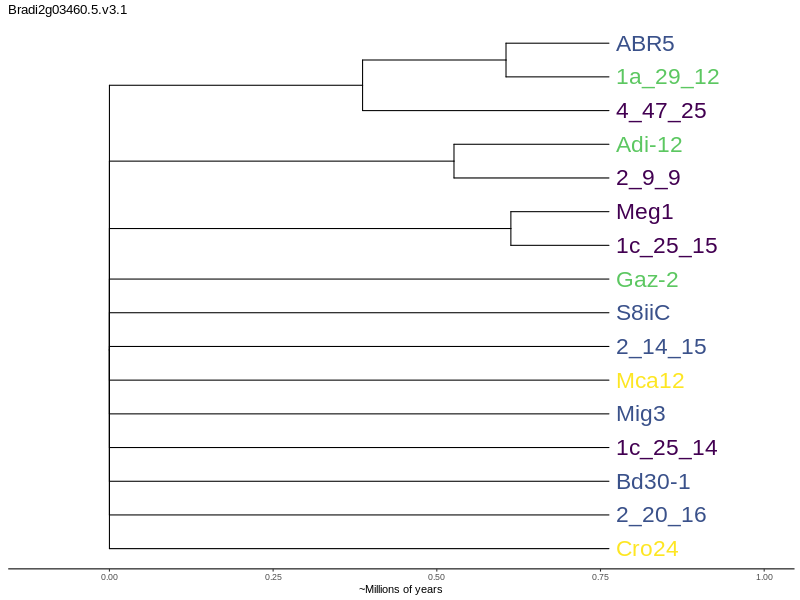 Bradi2g03460.5.v3.1
ABR5
1a_29_12
4_47_25
Adi-12
2_9_9
Meg1
1c_25_15
Gaz-2
S8iiC
2_14_15
Mca12
Mig3
1c_25_14
Bd30-1
2_20_16
Cro24
0.00 0.25 0.50 0.75 1.00
~Millions of years